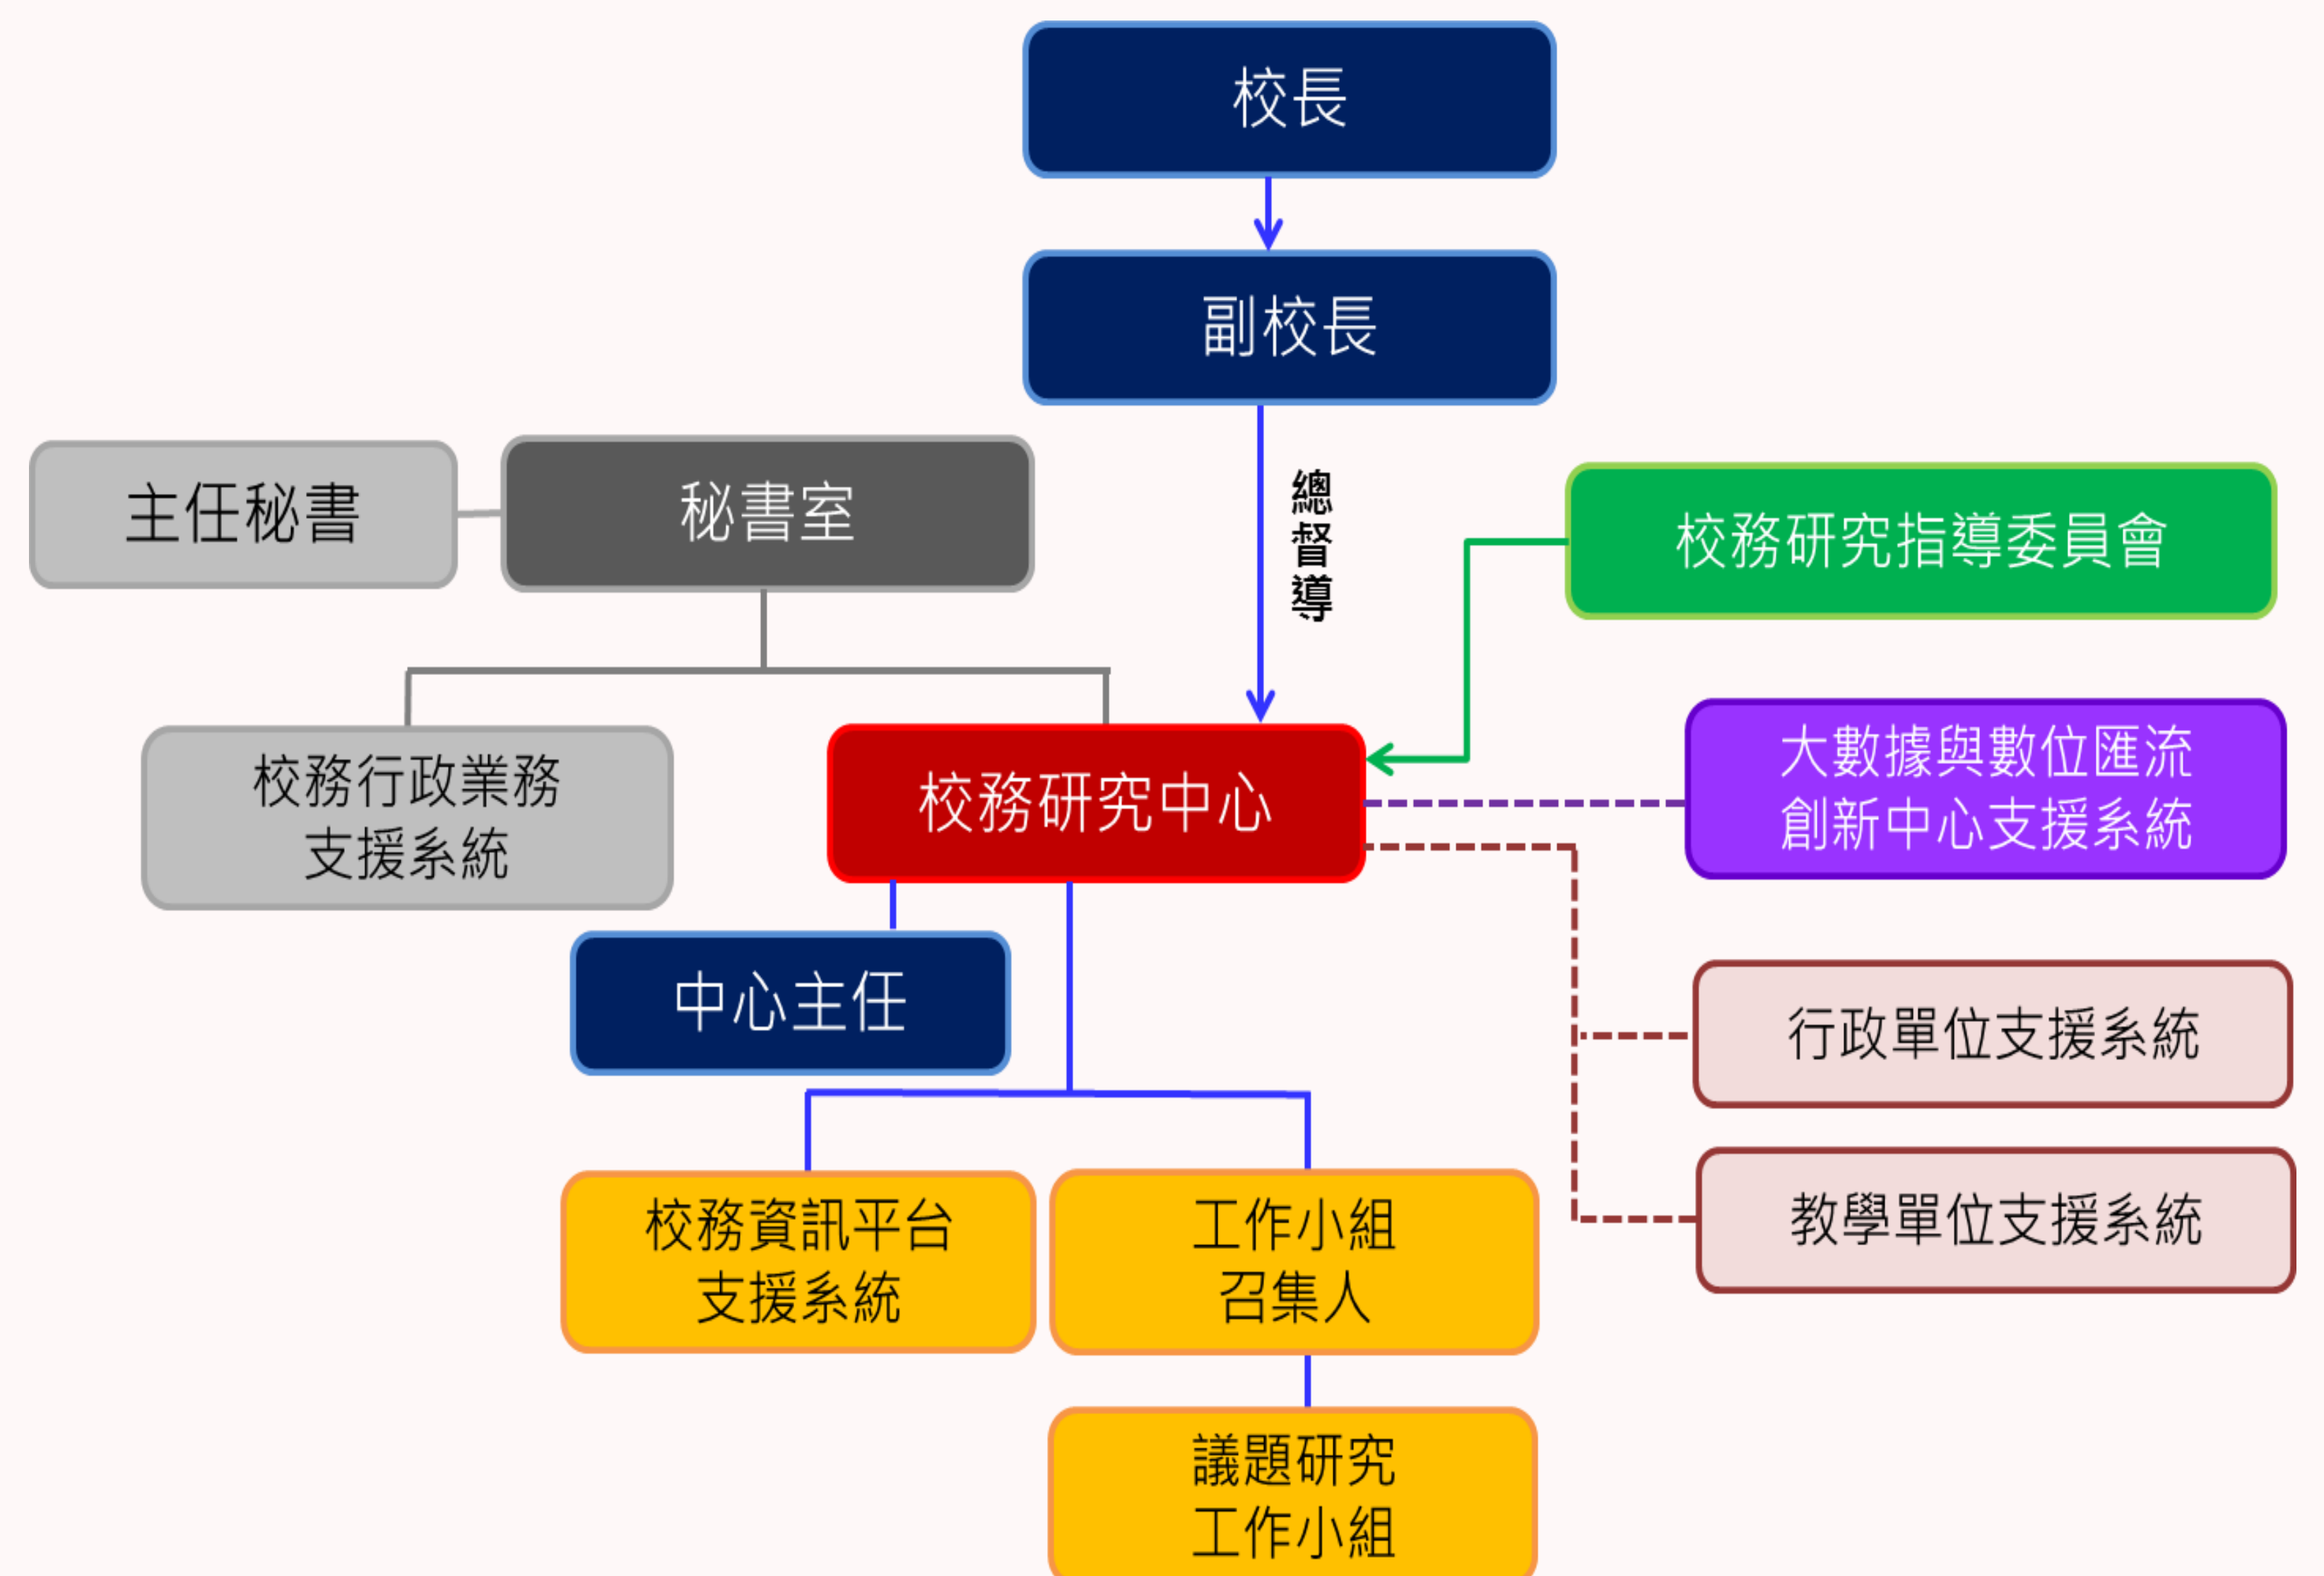 校長
副校長
總督導
主任秘書
秘書室
校務研究指導委員會
校務行政業務
支援系統
校務研究中心
大數據與數位匯流
創新中心支援系統
中心主任
行政單位支援系統
校務資訊平台
支援系統
工作小組
召集人
教學單位支援系統
議題研究
工作小組